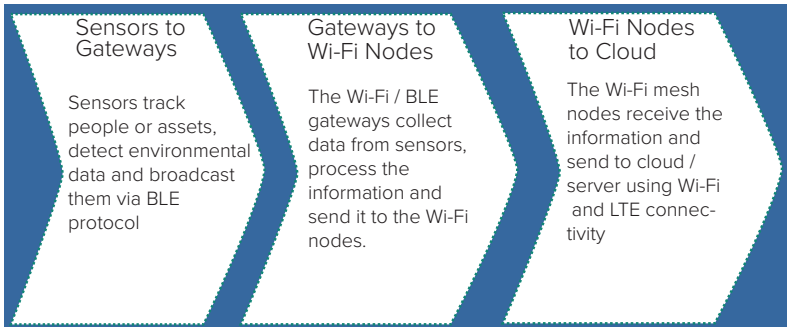 Sensors to
Gateways
Sensors track
people or assets,
detect environmental
data and broadcast
them via BLE
protocol
Gateways to
Wi-Fi Nodes
The Wi-Fi / BLE
gateways collect
data from sensors,
process the
information and
send it to the Wi-Fi
nodes.
Wi-Fi Nodes
to Cloud
The Wi-Fi mesh
nodes receive the
information and
send to cloud /
server using Wi-Fi
and LTE connec-
tivity